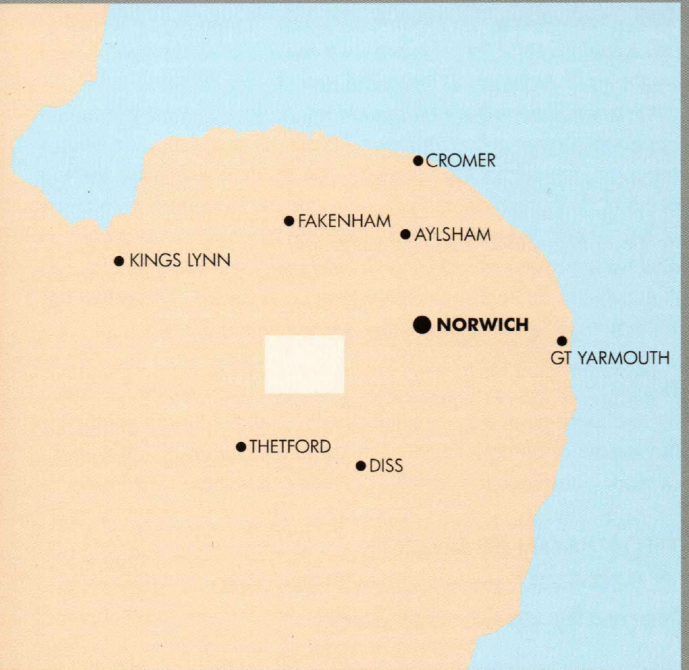 CROMER
FAKENHAM
AYLSHAM
KINGS LYNN
NORWICH
GT YARMOUTH
THETFORD
DISS